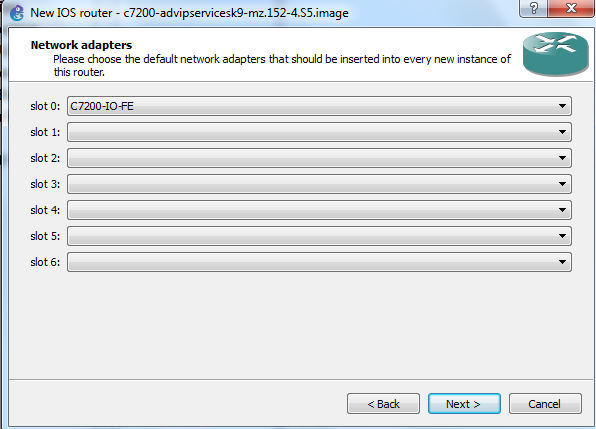 New IOS router - c7200-advipservicesk9-mz.152-4.S5.image
?
X
Network adapters
Please choose the default network adapters that should be inserted into every new instance of
this router.
slot 0: C7200-IO-FE
slot 1:
slot 2:
slot 3:
slot 4:
slot 5:
slot 6:
< Back Next > Cancel